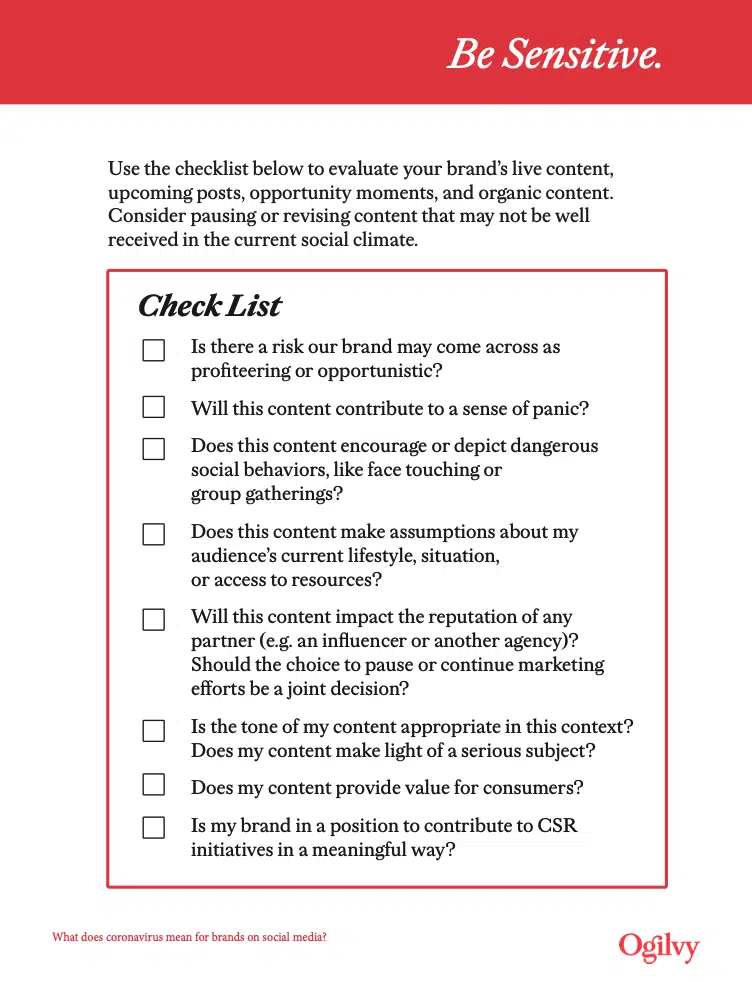 Be Sensitive.
Use the checklist below to evaluate your brand's live content,
upcoming posts, opportunity moments, and organic content.
Consider pausing or revising content that may not be well
received in the current social climate.
Check List
Is there a risk our brand may come across as
profiteering or opportunistic?
Will this content contribute to a sense of panic?
Does this content encourage or depict dangerous
social behaviors, like face touching or
group gatherings?
Does this content make assumptions about my
audience's current lifestyle, situation,
or access to resources?
Will this content impact the reputation of any
partner (e.g. an influencer or another agency)?
Should the choice to pause or continue marketing
efforts be a joint decision?
Is the tone of my content appropriate in this context?
Does my content make light of a serious subject?
Does my content provide value for consumers?
Is my brand in a position to contribute to CSR
initiatives in a meaningful way?
What does coronavirus mean for brands on social media?
Ogilvy